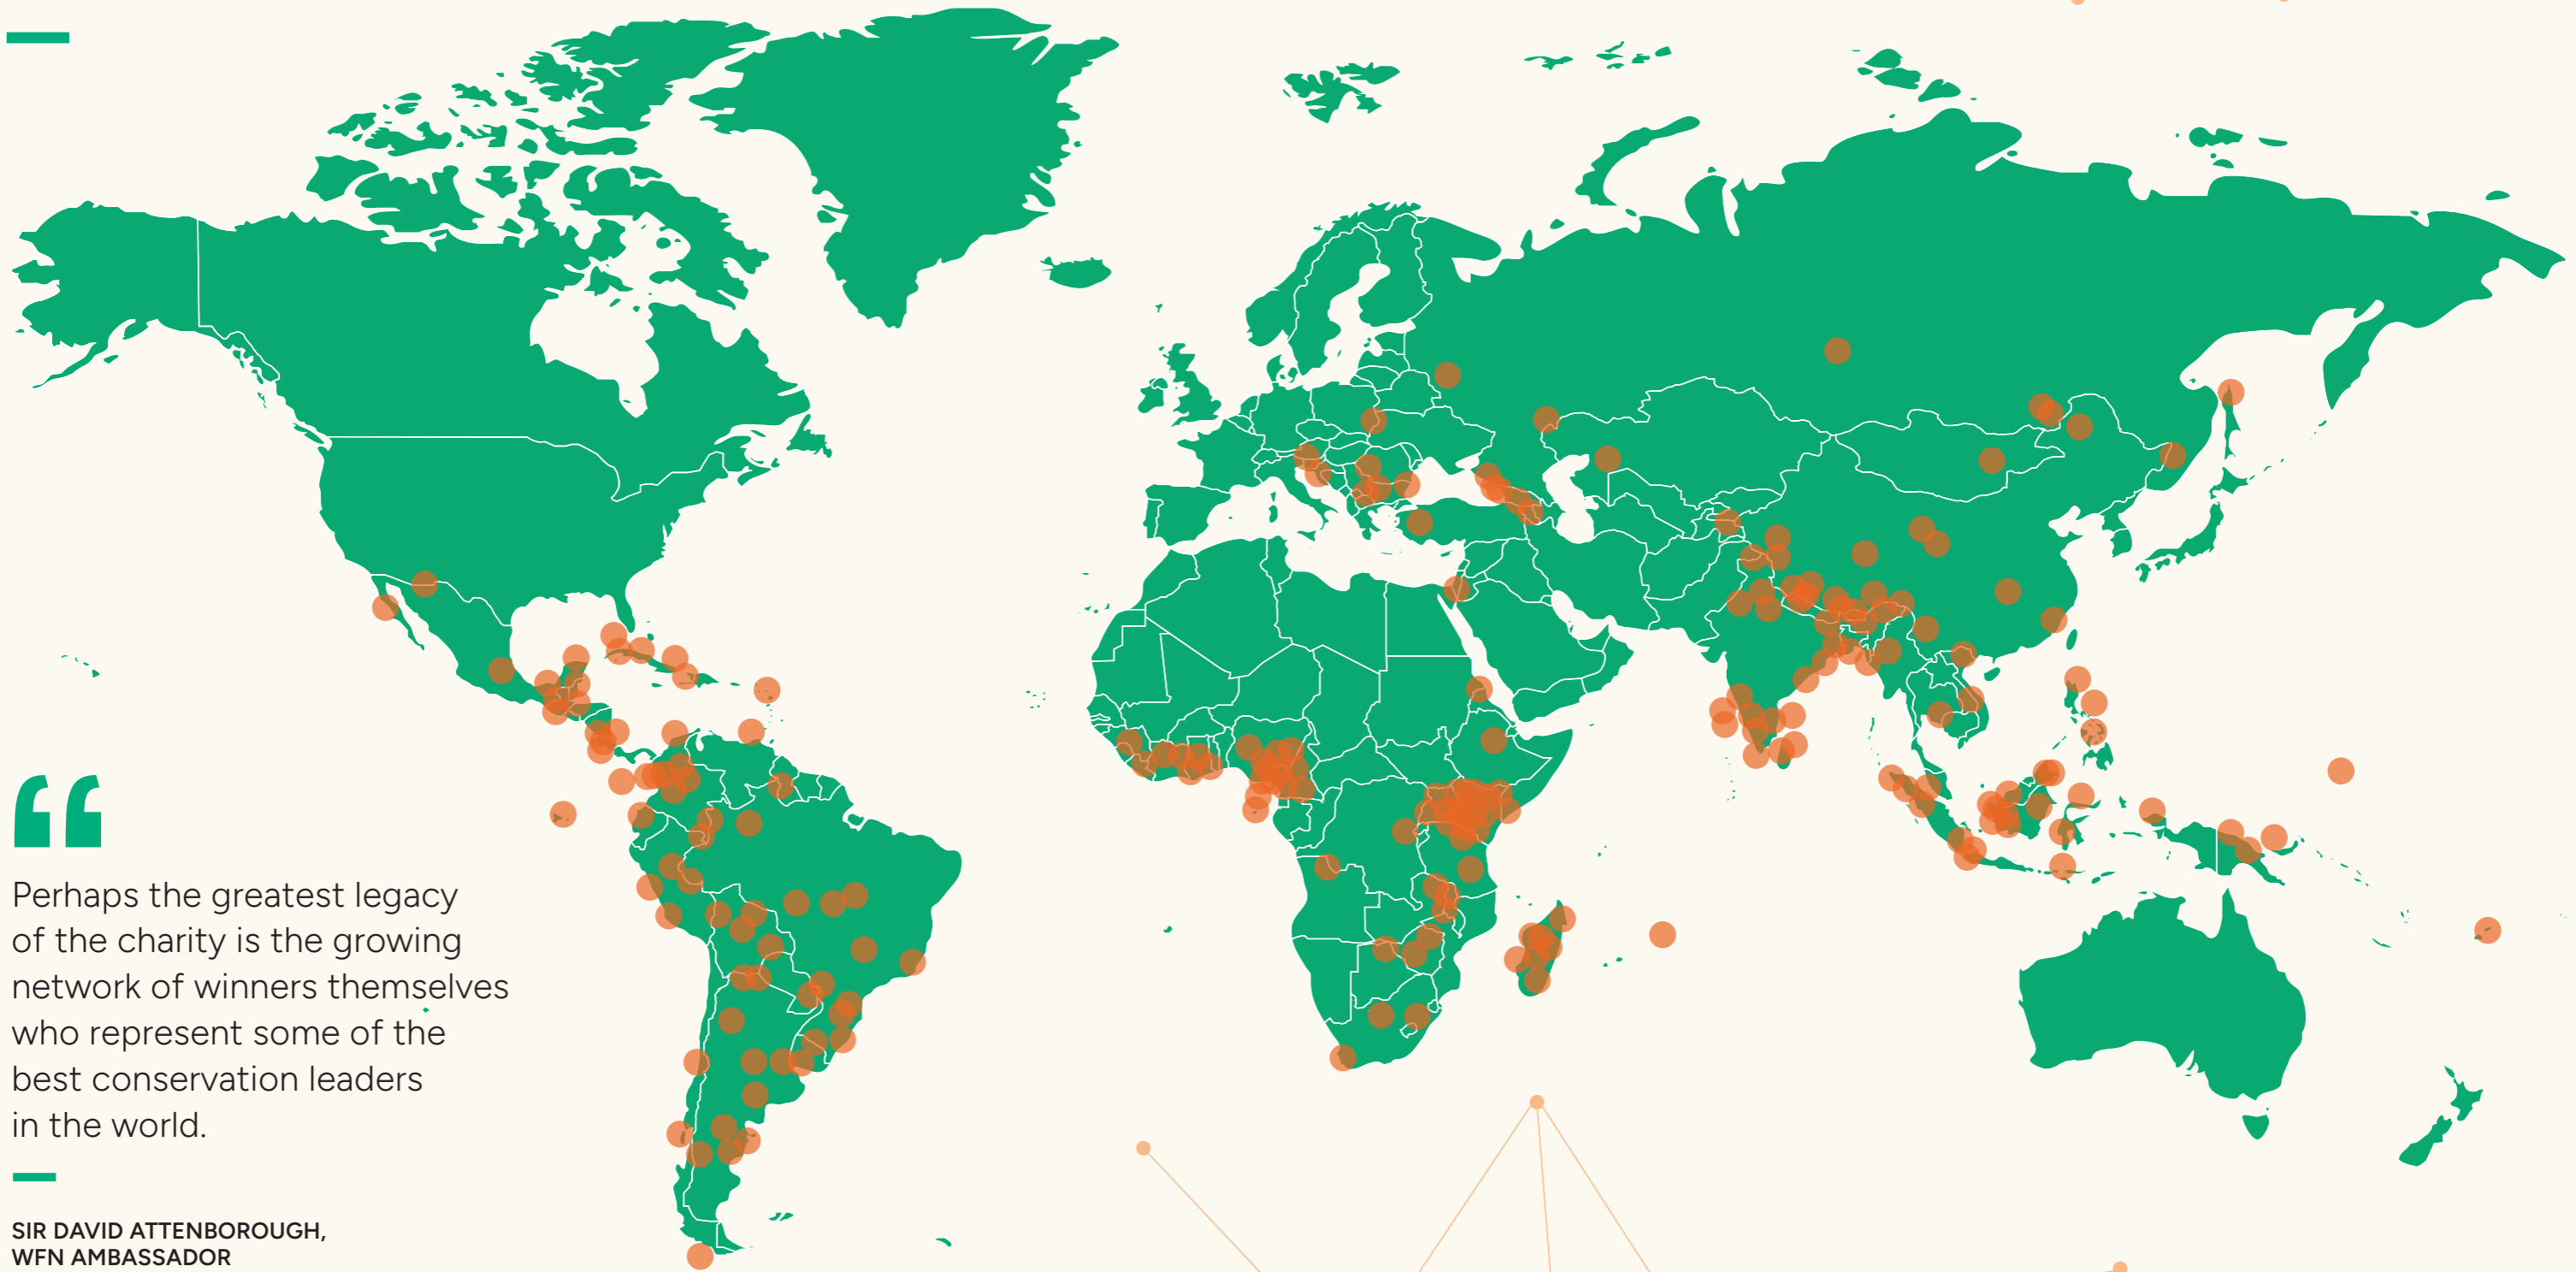 “
Perhaps the greatest legacy
of the charity is the growing
network of winners themselves
who represent some of the
best conservation leaders
in the world.
SIR DAVID ATTENBOROUGH,
WFN AMBASSADOR